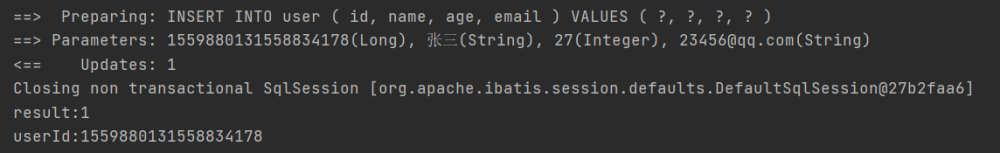 ==>  Preparing: INSERT INTO user ( id, name, age, email ) VALUES ( ?, ?, ?, ? )
==> Parameters: 1559880131558834178(Long), 张三(String), 27(Integer), 23456@qq.com(String)
<==    Updates: 1
Closing non transactional SqlSession [org.apache.ibatis.session.defaults.DefaultSqlSession@27b2faa6]
result:1
userId:1559880131558834178